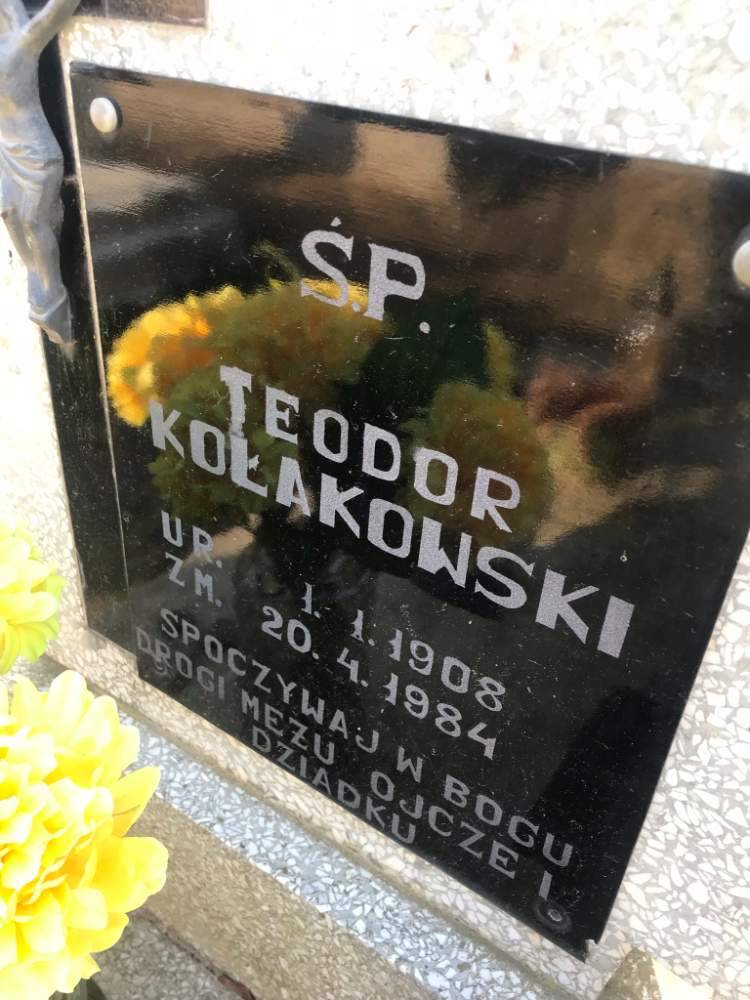 Ś.P.
TEODOR
KOŁAKOWSKI
UR. 1. 1. 1908
ZM. 20. 4. 1984
SPOCZYWAJ W BOGU
DROGI MĘŻU OJCZE I
DZIADKU